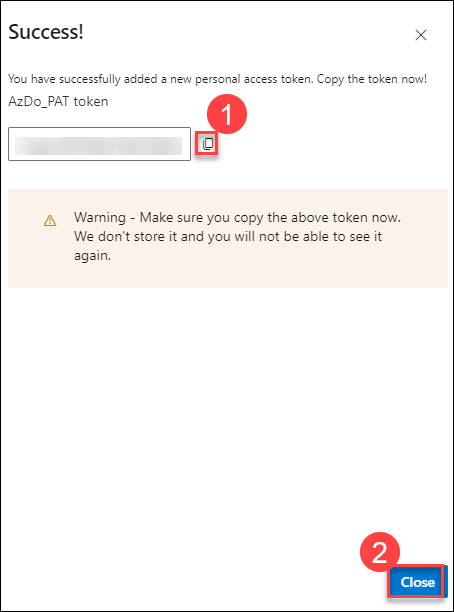 Success!
You have successfully added a new personal access token. Copy the token now!
AzDo_PAT token
1
Warning - Make sure you copy the above token now.
We don't store it and you will not be able to see it
again.
2
Close